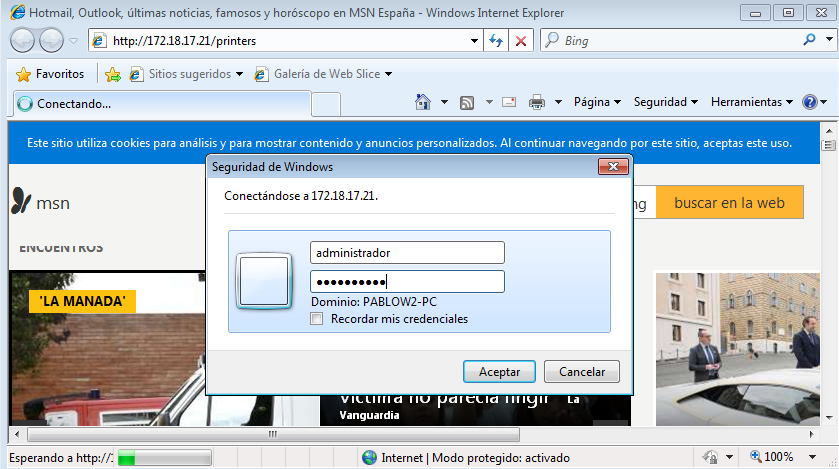 Hotmail, Outlook, últimas noticias, famosos y horóscopo en MSN España - Windows Internet Explorer
http://172.18.17.21/printers
Bing
Favoritos
Sitios sugeridos
Galería de Web Slice
Conectando...
Página
Seguridad
Herramientas
Este sitio utiliza cookies para análisis y para mostrar contenido y anuncios personalizados. Al continuar navegando por este sitio, aceptas este uso.
Seguridad de Windows
Conectándose a 172.18.17.21.
msn
ng
buscar en la web
ENCUENTROS
administrador
●●●●●●●●●●
'LA MANADA'
Dominio: PABLOW2-PC
Recordar mis credenciales
Aceptar
Cancelar
no parecía fingir" La
Vanguardia
Esperando a http://1
Internet | Modo protegido: activado
100%